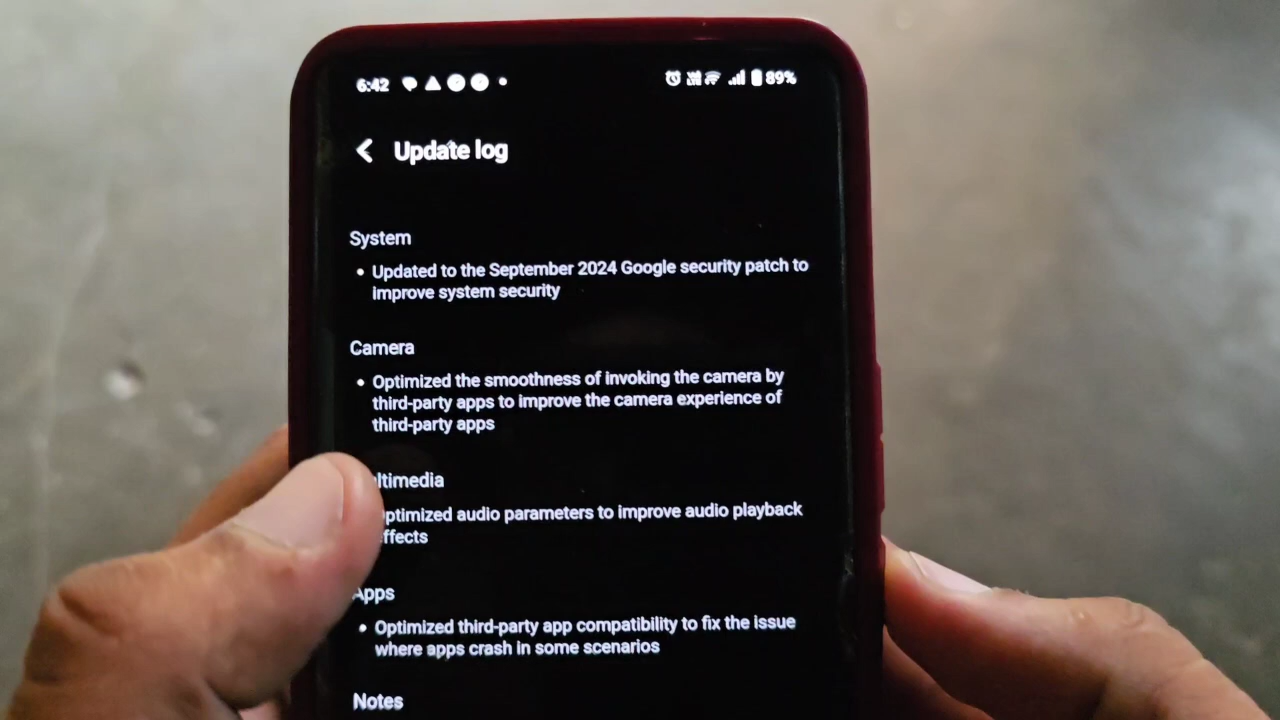 6:42 89%
Update log
System
• Updated to the September 2024 Google security patch to
improve system security
Camera
• Optimized the smoothness of invoking the camera by
third-party apps to improve the camera experience of
third-party apps
ltimedia
ptimized audio parameters to improve audio playback
ffects
Apps
• Optimized third-party app compatibility to fix the issue
where apps crash in some scenarios
Notes